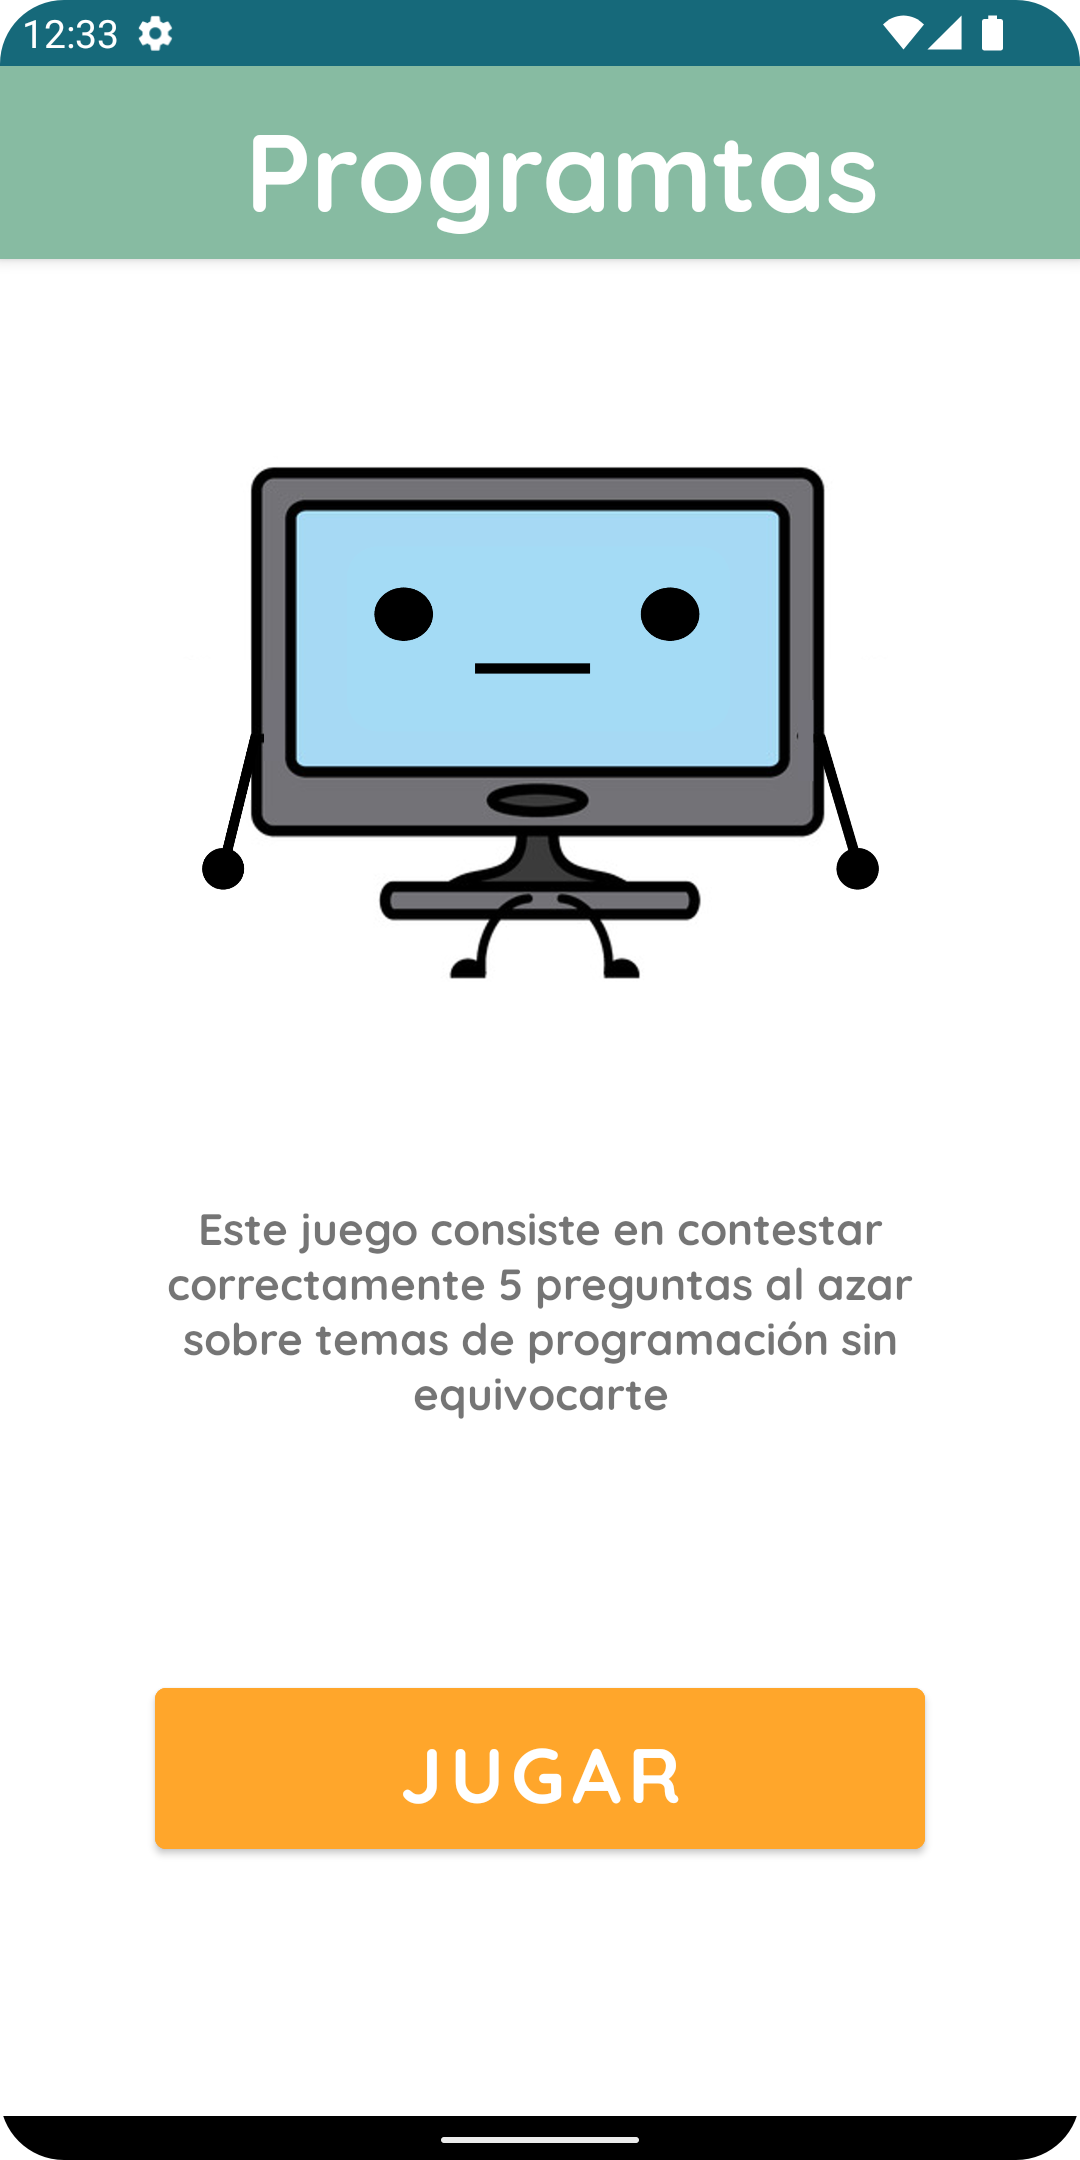 12:33
Programtas
Este juego consiste en contestar
correctamente 5 preguntas al azar
sobre temas de programación sin
equivocarte
JUGAR